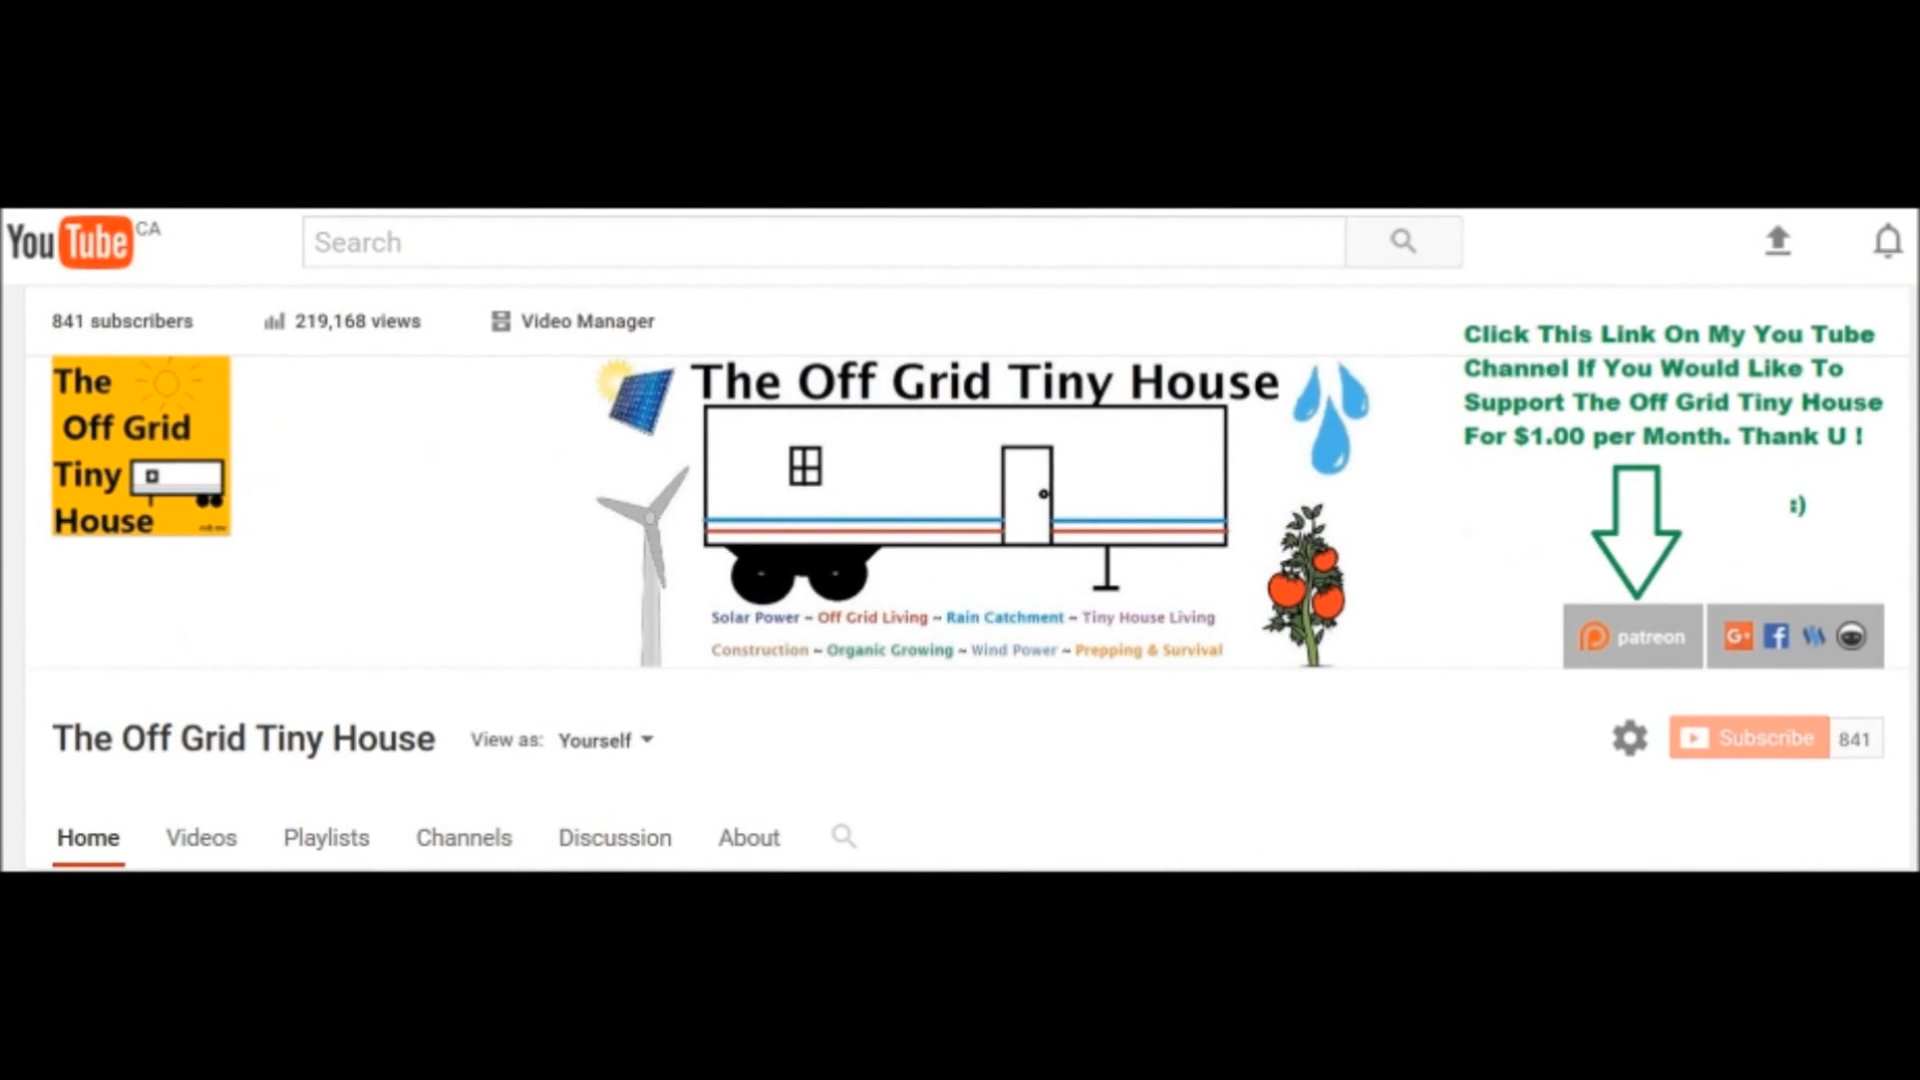 YouTube CA
Search
841 subscribers 219,168 views Video Manager
Click This Link On My You Tube
Channel If You Would Like To
Support The Off Grid Tiny House
For $1.00 per Month. Thank U !
:)
The
Off Grid
Tiny
House
The Off Grid Tiny House
Solar Power ~ Off Grid Living ~ Rain Catchment ~ Tiny House Living
Construction ~ Organic Growing ~ Wind Power ~ Prepping & Survival
patreon
G+ f
The Off Grid Tiny House View as: Yourself
Subscribe 841
Home Videos Playlists Channels Discussion About